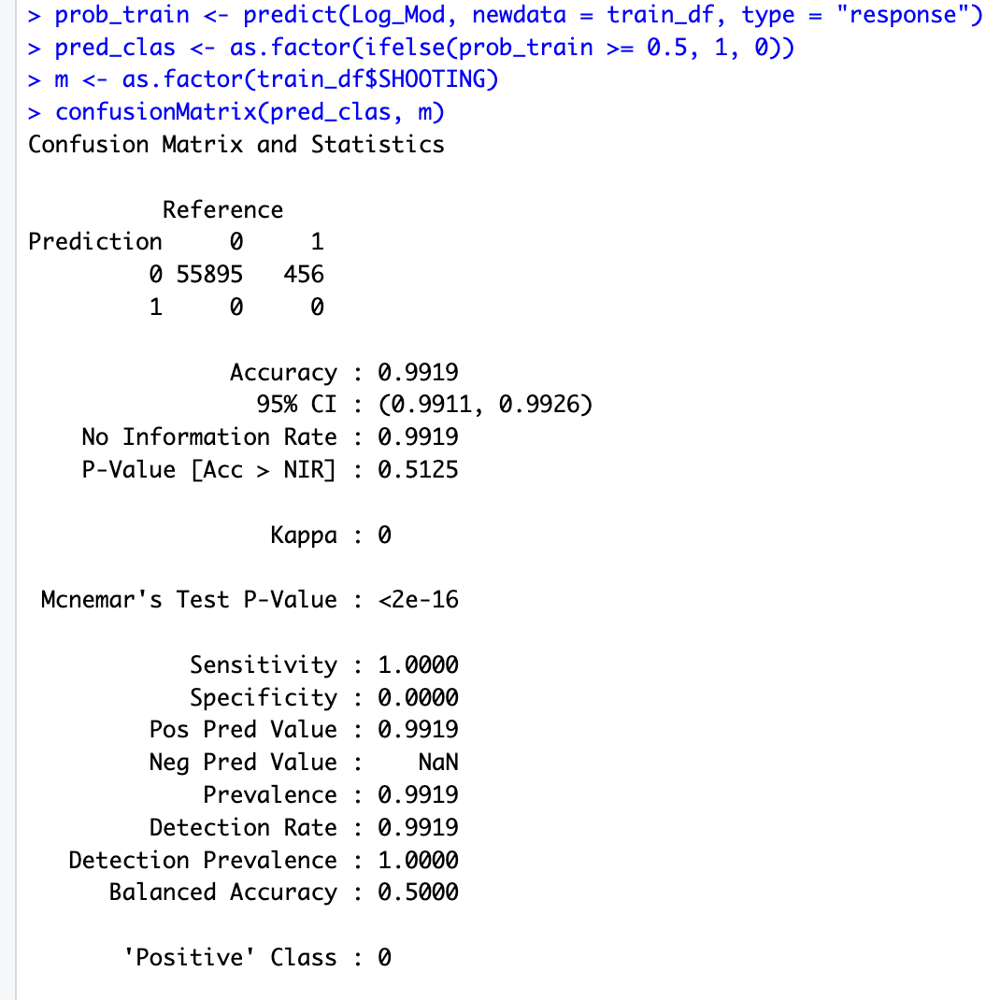 > prob_train <- predict(Log_Mod, newdata = train_df, type = "response")
> pred_clas <- as.factor(ifelse(prob_train >= 0.5, 1, 0))
> m <- as.factor(train_df$SHOOTING)
> confusionMatrix(pred_clas, m)
Confusion Matrix and Statistics
Reference
Prediction 0 1
0 55895 456
1 0 0
Accuracy : 0.9919
95% CI : (0.9911, 0.9926)
No Information Rate : 0.9919
P-Value [Acc > NIR] : 0.5125
Kappa : 0
Mcnemar's Test P-Value : <2e-16
Sensitivity : 1.0000
Specificity : 0.0000
Pos Pred Value : 0.9919
Neg Pred Value : NaN
Prevalence : 0.9919
Detection Rate : 0.9919
Detection Prevalence : 1.0000
Balanced Accuracy : 0.5000
'Positive' Class : 0